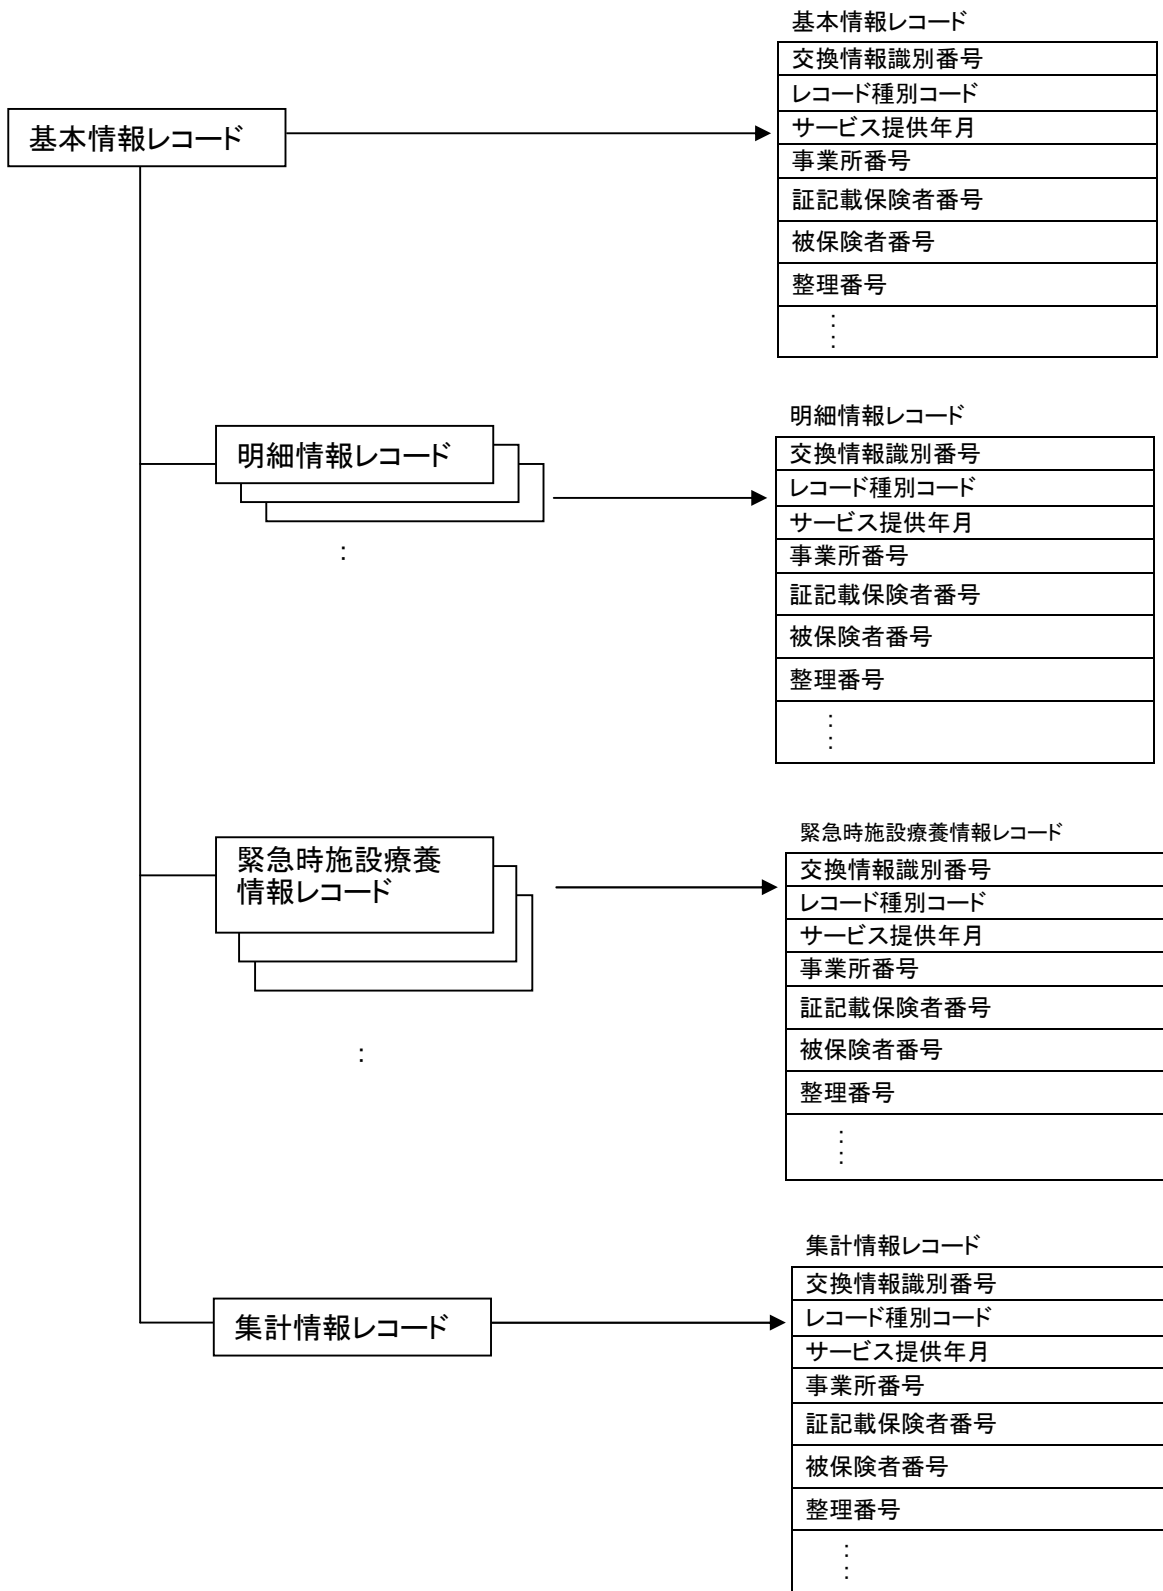 基本情報レコード
基本情報レコード
交換情報識別番号
レコード種別コード
サービス提供年月
事業所番号
証記載保険者番号
被保険者番号
整理番号
:
:
明細情報レコード
:
明細情報レコード
交換情報識別番号
レコード種別コード
サービス提供年月
事業所番号
証記載保険者番号
被保険者番号
整理番号
:
:
緊急時施設療養
情報レコード
:
緊急時施設療養情報レコード
交換情報識別番号
レコード種別コード
サービス提供年月
事業所番号
証記載保険者番号
被保険者番号
整理番号
:
:
集計情報レコード
集計情報レコード
交換情報識別番号
レコード種別コード
サービス提供年月
事業所番号
証記載保険者番号
被保険者番号
整理番号
:
: